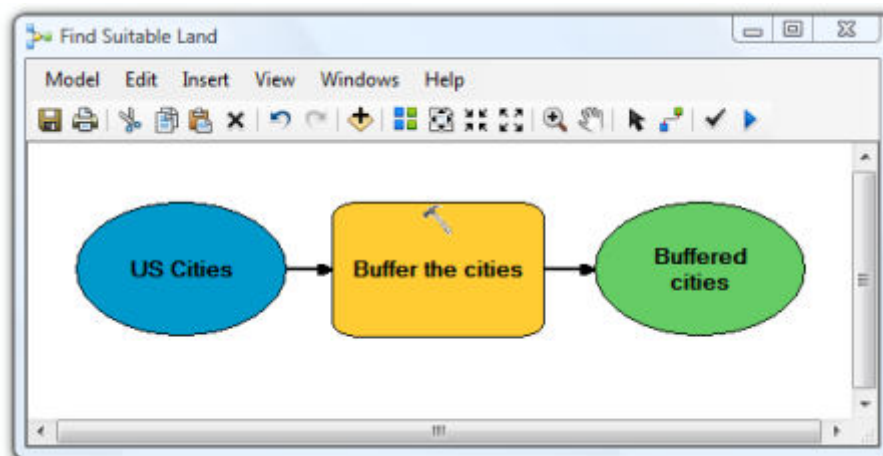 Find Suitable Land
Model Edit Insert View Windows Help
US Cities
Buffer the cities
Buffered
cities